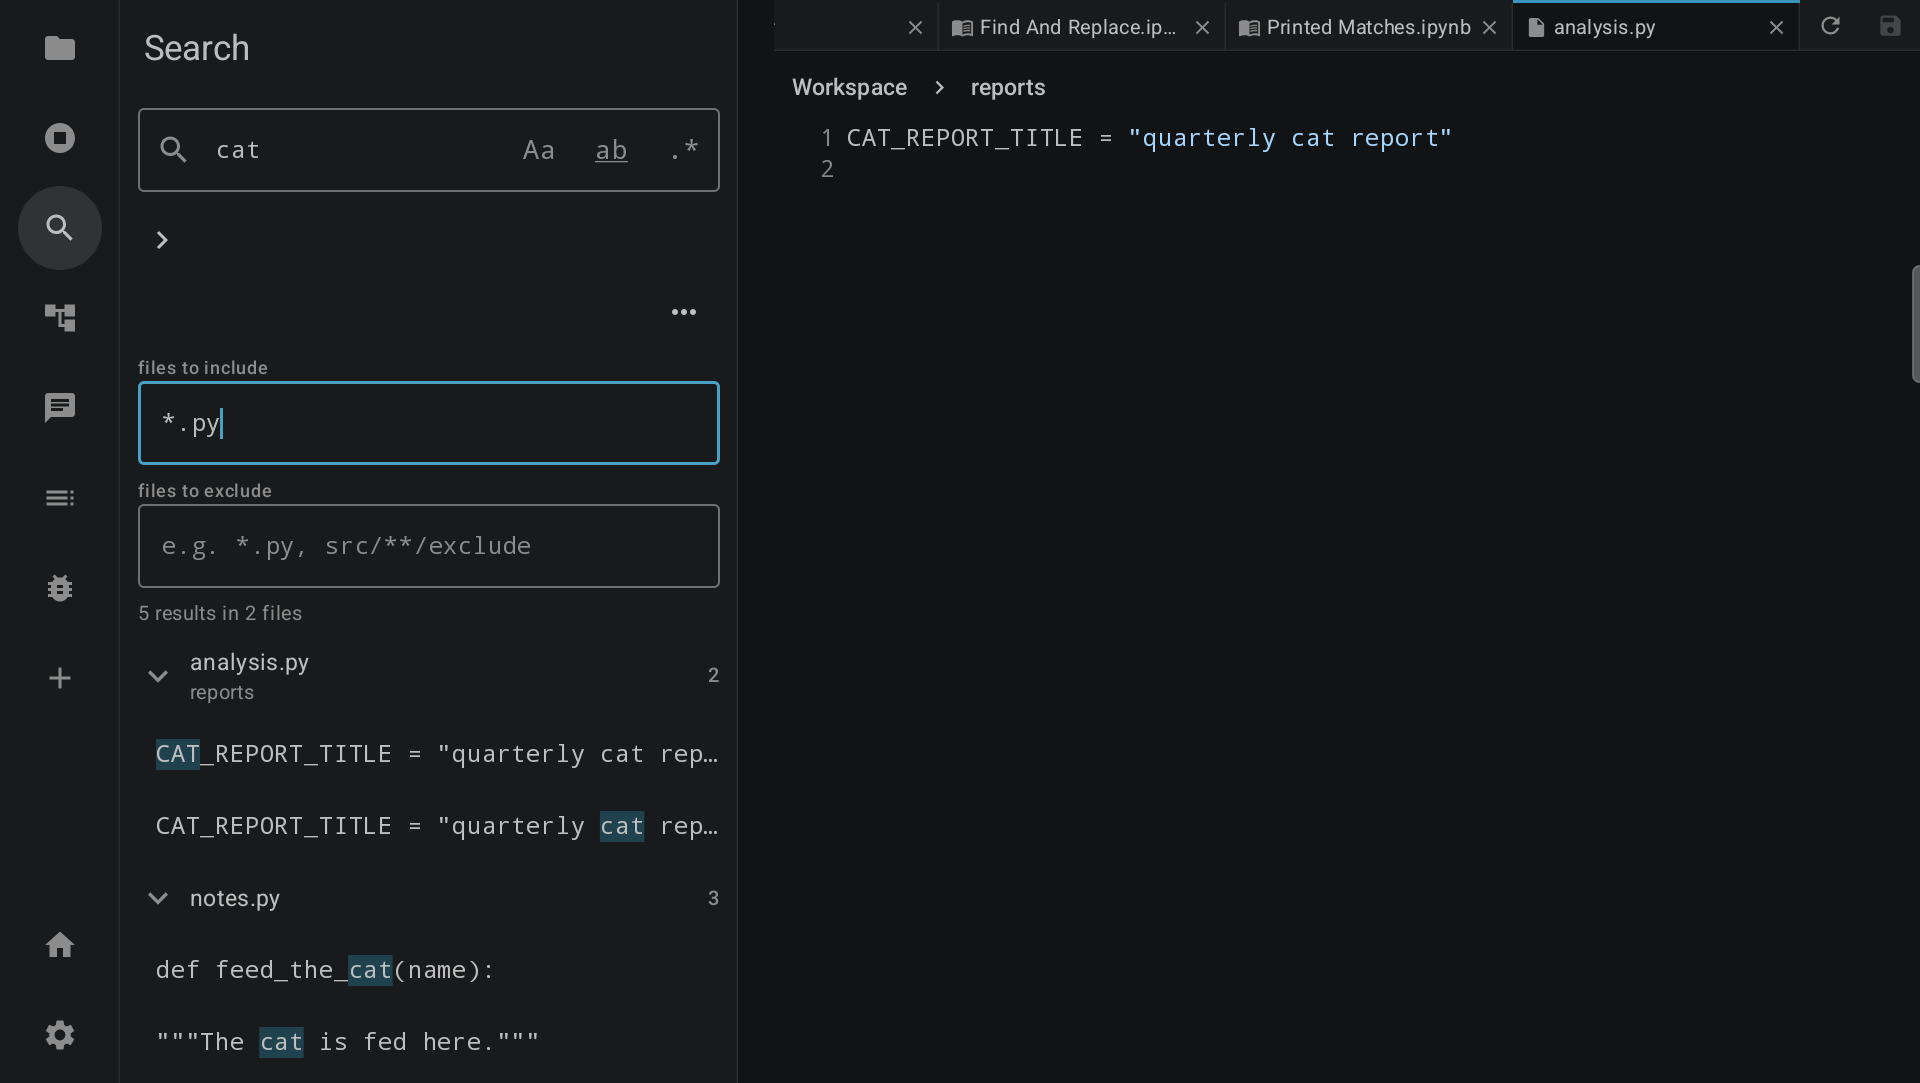 Search
cat
Aa
ab
.*
files to include
*.py
files to exclude
e.g. *.py, src/**/exclude
5 results in 2 files
analysis.py
2
reports
CAT_REPORT_TITLE = "quarterly cat rep…
CAT_REPORT_TITLE = "quarterly cat rep…
notes.py
3
def feed_the_cat(name):
"""The cat is fed here."""
Find And Replace.ip…
Printed Matches.ipynb
analysis.py
Workspace > reports
1 CAT_REPORT_TITLE = "quarterly cat report"
2